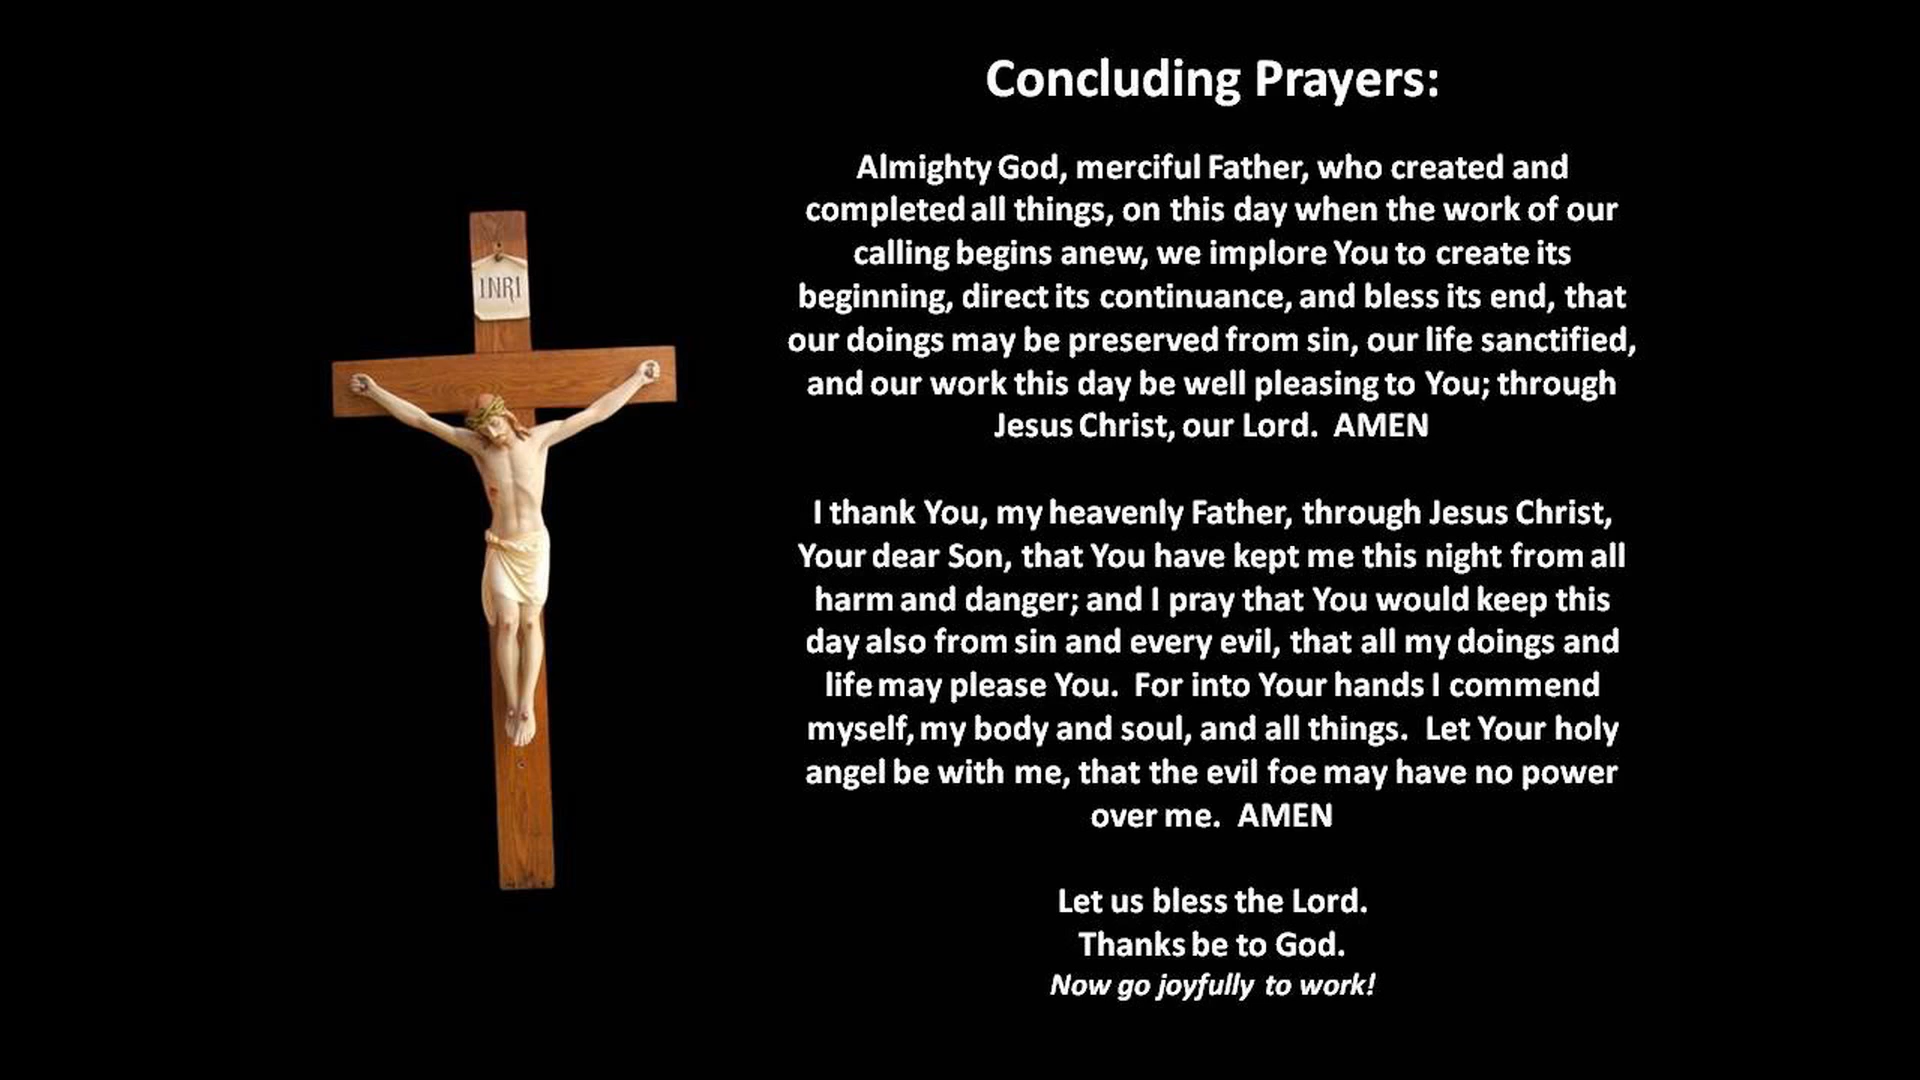 Concluding Prayers:
Almighty God, merciful Father, who created and
completed all things, on this day when the work of our
calling begins anew, we implore You to create its
beginning, direct its continuance, and bless its end, that
our doings may be preserved from sin, our life sanctified,
and our work this day be well pleasing to You; through
Jesus Christ, our Lord.  AMEN
I thank You, my heavenly Father, through Jesus Christ,
Your dear Son, that You have kept me this night from all
harm and danger; and I pray that You would keep this
day also from sin and every evil, that all my doings and
life may please You.  For into Your hands I commend
myself, my body and soul, and all things.  Let Your holy
angel be with me, that the evil foe may have no power
over me.  AMEN
Let us bless the Lord.
Thanks be to God.
Now go joyfully to work!
INRI